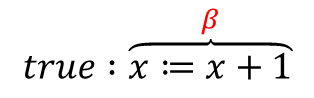 β
true : x ≔ x + 1